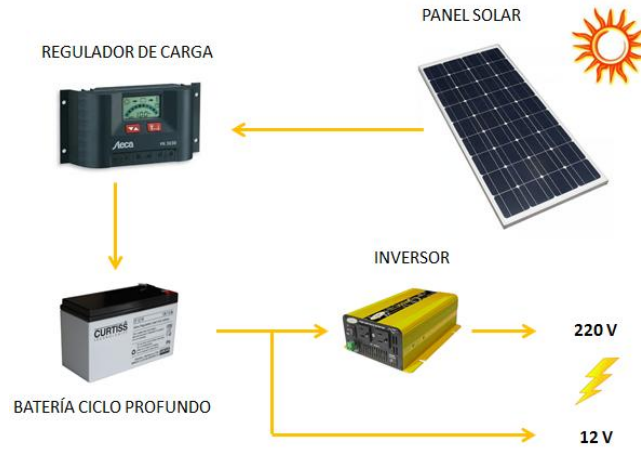 PANEL SOLAR
REGULADOR DE CARGA
Steca
INVERSOR
CURTISS
220 V
BATERÍA CICLO PROFUNDO
12 V